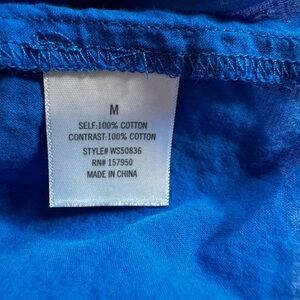 M
SELF:100% COTTON
CONTRAST:100% COTTON
STYLE# WS50836
RN# 157950
MADE IN CHINA